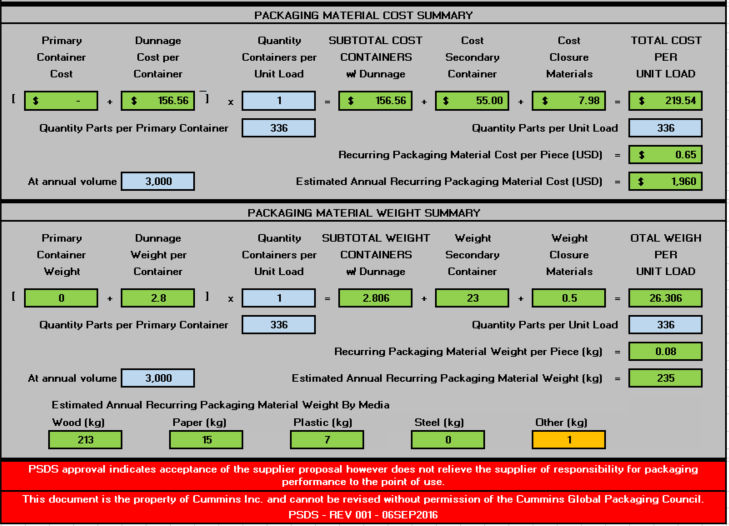 PACKAGING MATERIAL COST SUMMARY
Primary Container Cost
Dunnage Cost per Container
Quantity Containers per Unit Load
SUBTOTAL COST CONTAINERS w/ Dunnage
Cost Secondary Container
Cost Closure Materials
TOTAL COST PER UNIT LOAD
[ $ - + $ 156.56 ] x 1 = $ 156.56 + $ 55.00 + $ 7.98 = $ 219.54
Quantity Parts per Primary Container 336 Quantity Parts per Unit Load 336
Recurring Packaging Material Cost per Piece (USD) = $ 0.65
At annual volume 3,000 Estimated Annual Recurring Packaging Material Cost (USD) = $ 1,960
PACKAGING MATERIAL WEIGHT SUMMARY
Primary Container Weight
Dunnage Weight per Container
Quantity Containers per Unit Load
SUBTOTAL WEIGHT CONTAINERS w/ Dunnage
Weight Secondary Container
Weight Closure Materials
OTAL WEIGH PER UNIT LOAD
[ 0 + 2.8 ] x 1 = 2.806 + 23 + 0.5 = 26.306
Quantity Parts per Primary Container 336 Quantity Parts per Unit Load 336
Recurring Packaging Material Weight per Piece (kg) = 0.08
At annual volume 3,000 Estimated Annual Recurring Packaging Material Weight (kg) = 235
Estimated Annual Recurring Packaging Material Weight By Media
Wood (kg) Paper (kg) Plastic (kg) Steel (kg) Other (kg)
213 15 7 0 1
PSDS approval indicates acceptance of the supplier proposal however does not relieve the supplier of responsibility for packaging
performance to the point of use.
This document is the property of Cummins Inc. and cannot be revised without permission of the Cummins Global Packaging Council.
PSDS - REV 001 - 06SEP2016